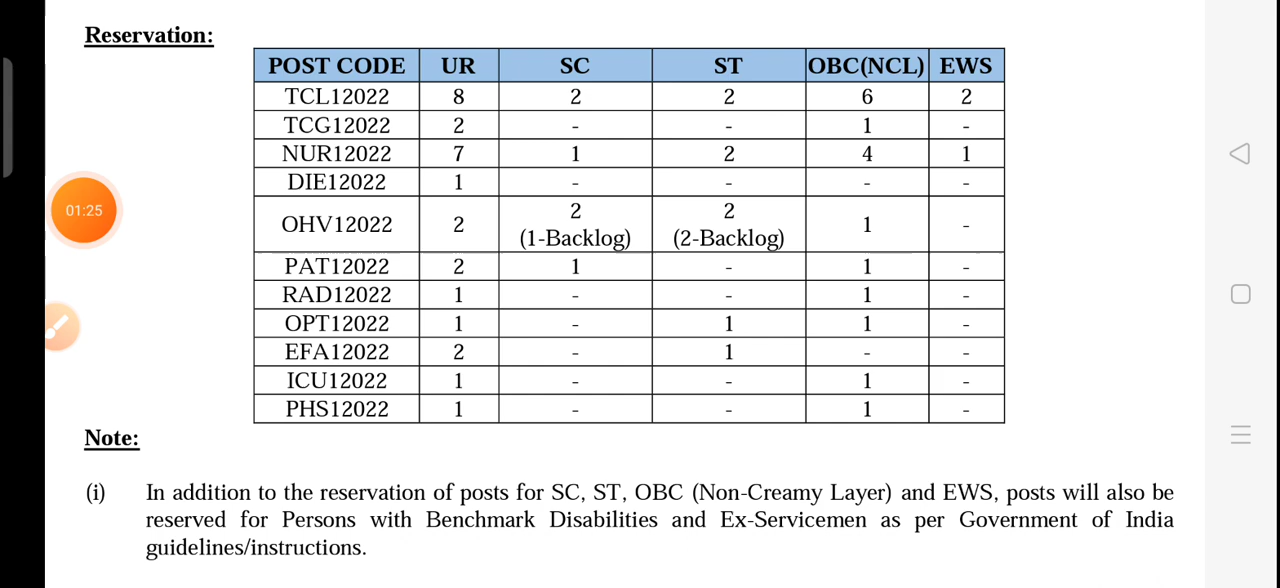 Reservation:
POST CODE UR SC ST OBC(NCL) EWS
TCL12022 8 2 2 6 2
TCG12022 2 - - 1 -
NUR12022 7 1 2 4 1
DIE12022 1 - - - -
OHV12022 2 2 (1-Backlog) 2 (2-Backlog) 1 -
PAT12022 2 1 - 1 -
RAD12022 1 - - 1 -
OPT12022 1 - 1 1 -
EFA12022 2 - 1 - -
ICU12022 1 - - 1 -
PHS12022 1 - - 1 -
01:25
Note:
(i) In addition to the reservation of posts for SC, ST, OBC (Non-Creamy Layer) and EWS, posts will also be
reserved for Persons with Benchmark Disabilities and Ex-Servicemen as per Government of India
guidelines/instructions.